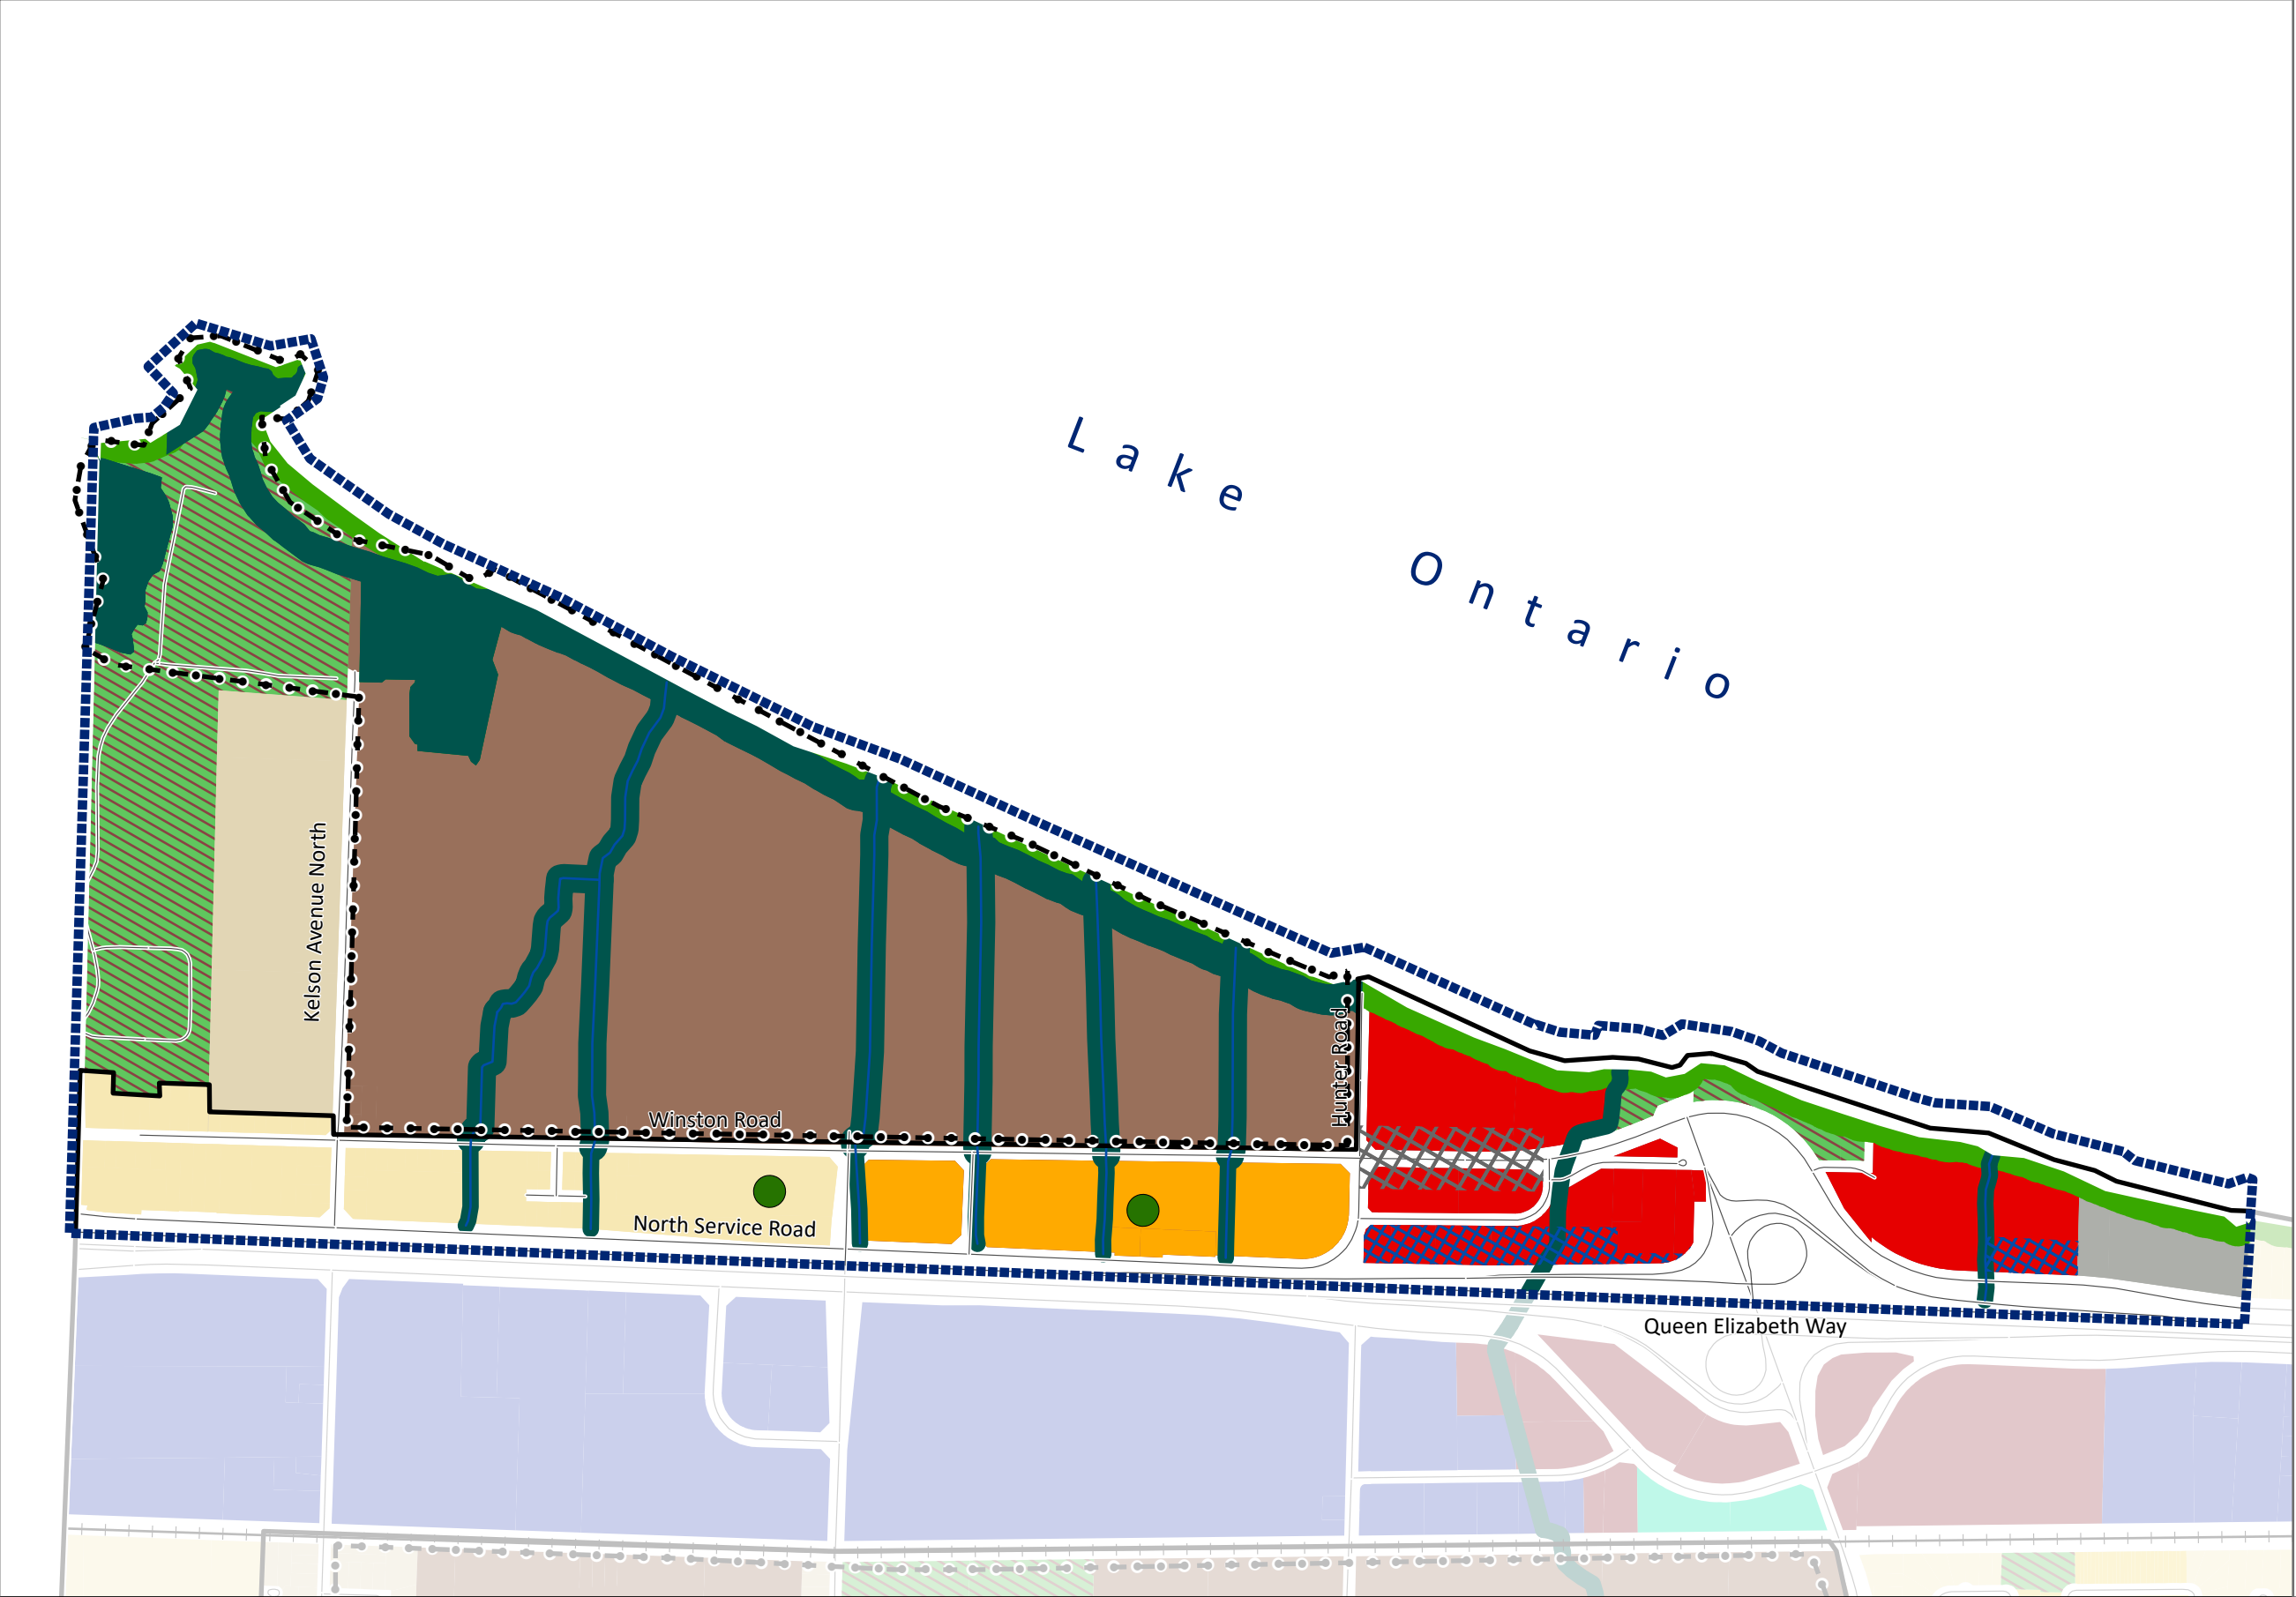 Lake
Ontario
Kelson Avenue North
Hunter Road
Winston Road
North Service Road
Queen Elizabeth Way